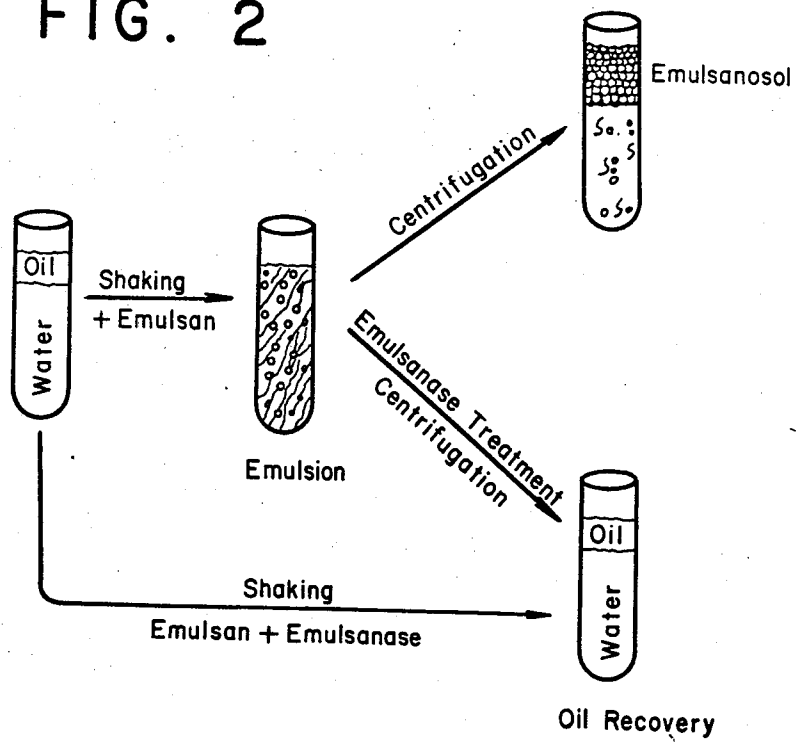 FIG. 2
Emulsanosol
Centrifugation
Oil
Water
Shaking
+ Emulsan
Emulsion
Emulsanase Treatment
Centrifugation
Shaking
Emulsan + Emulsanase
Oil
Water
Oil Recovery